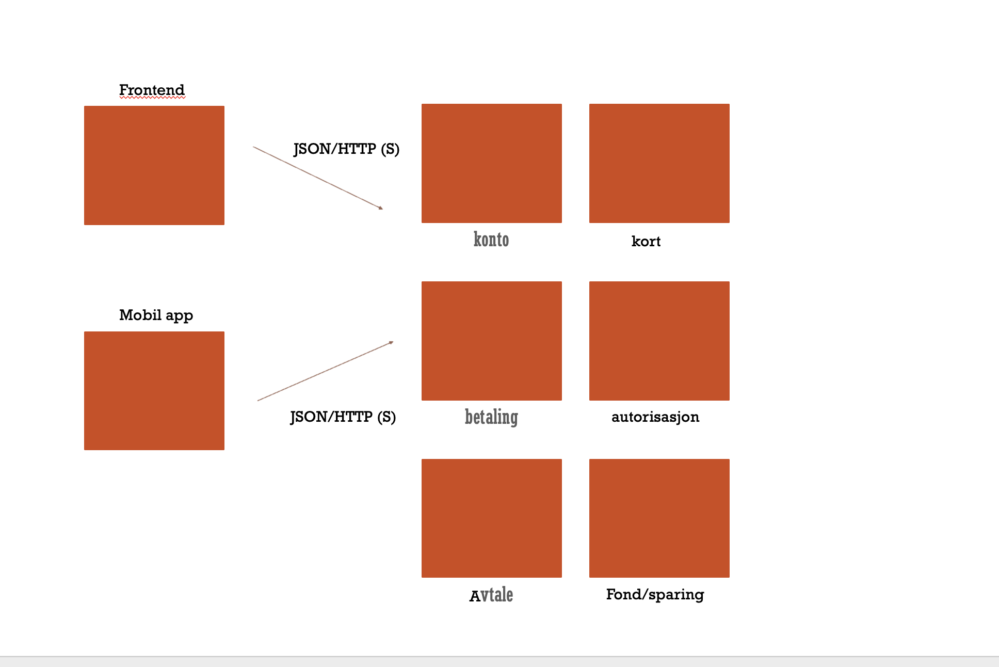 Frontend
JSON/HTTP (S)
konto
kort
Mobil app
JSON/HTTP (S)
betaling
autorisasjon
Avtale
Fond/sparing